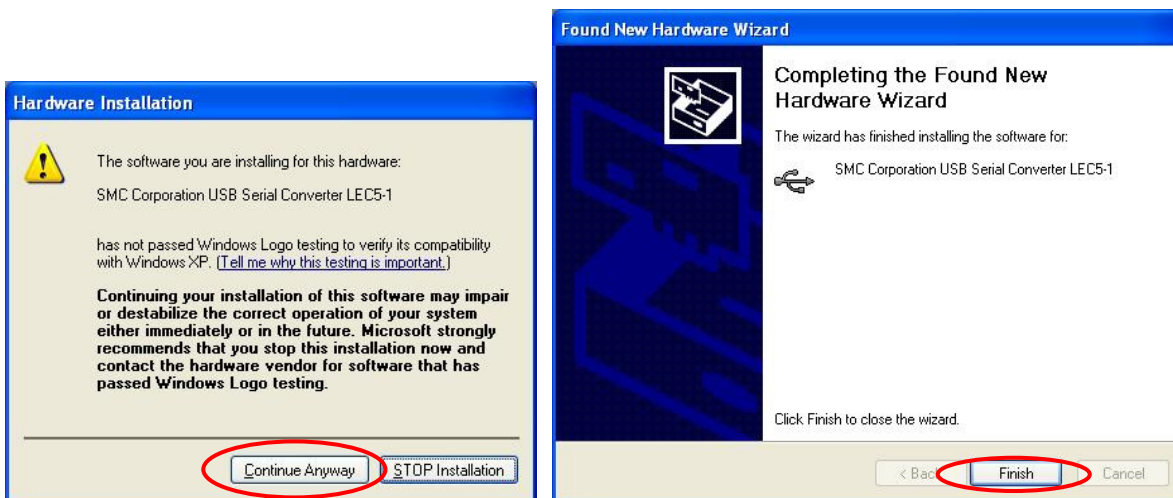 Hardware Installation
The software you are installing for this hardware:
SMC Corporation USB Serial Converter LEC5-1
has not passed Windows Logo testing to verify its compatibility
with Windows XP. (Tell me why this testing is important.)
Continuing your installation of this software may impair
or destabilize the correct operation of your system
either immediately or in the future. Microsoft strongly
recommends that you stop this installation now and
contact the hardware vendor for software that has
passed Windows Logo testing.
Continue Anyway
STOP Installation
Found New Hardware Wizard
Completing the Found New
Hardware Wizard
The wizard has finished installing the software for:
SMC Corporation USB Serial Converter LEC5-1
Click Finish to close the wizard.
< Back
Finish
Cancel